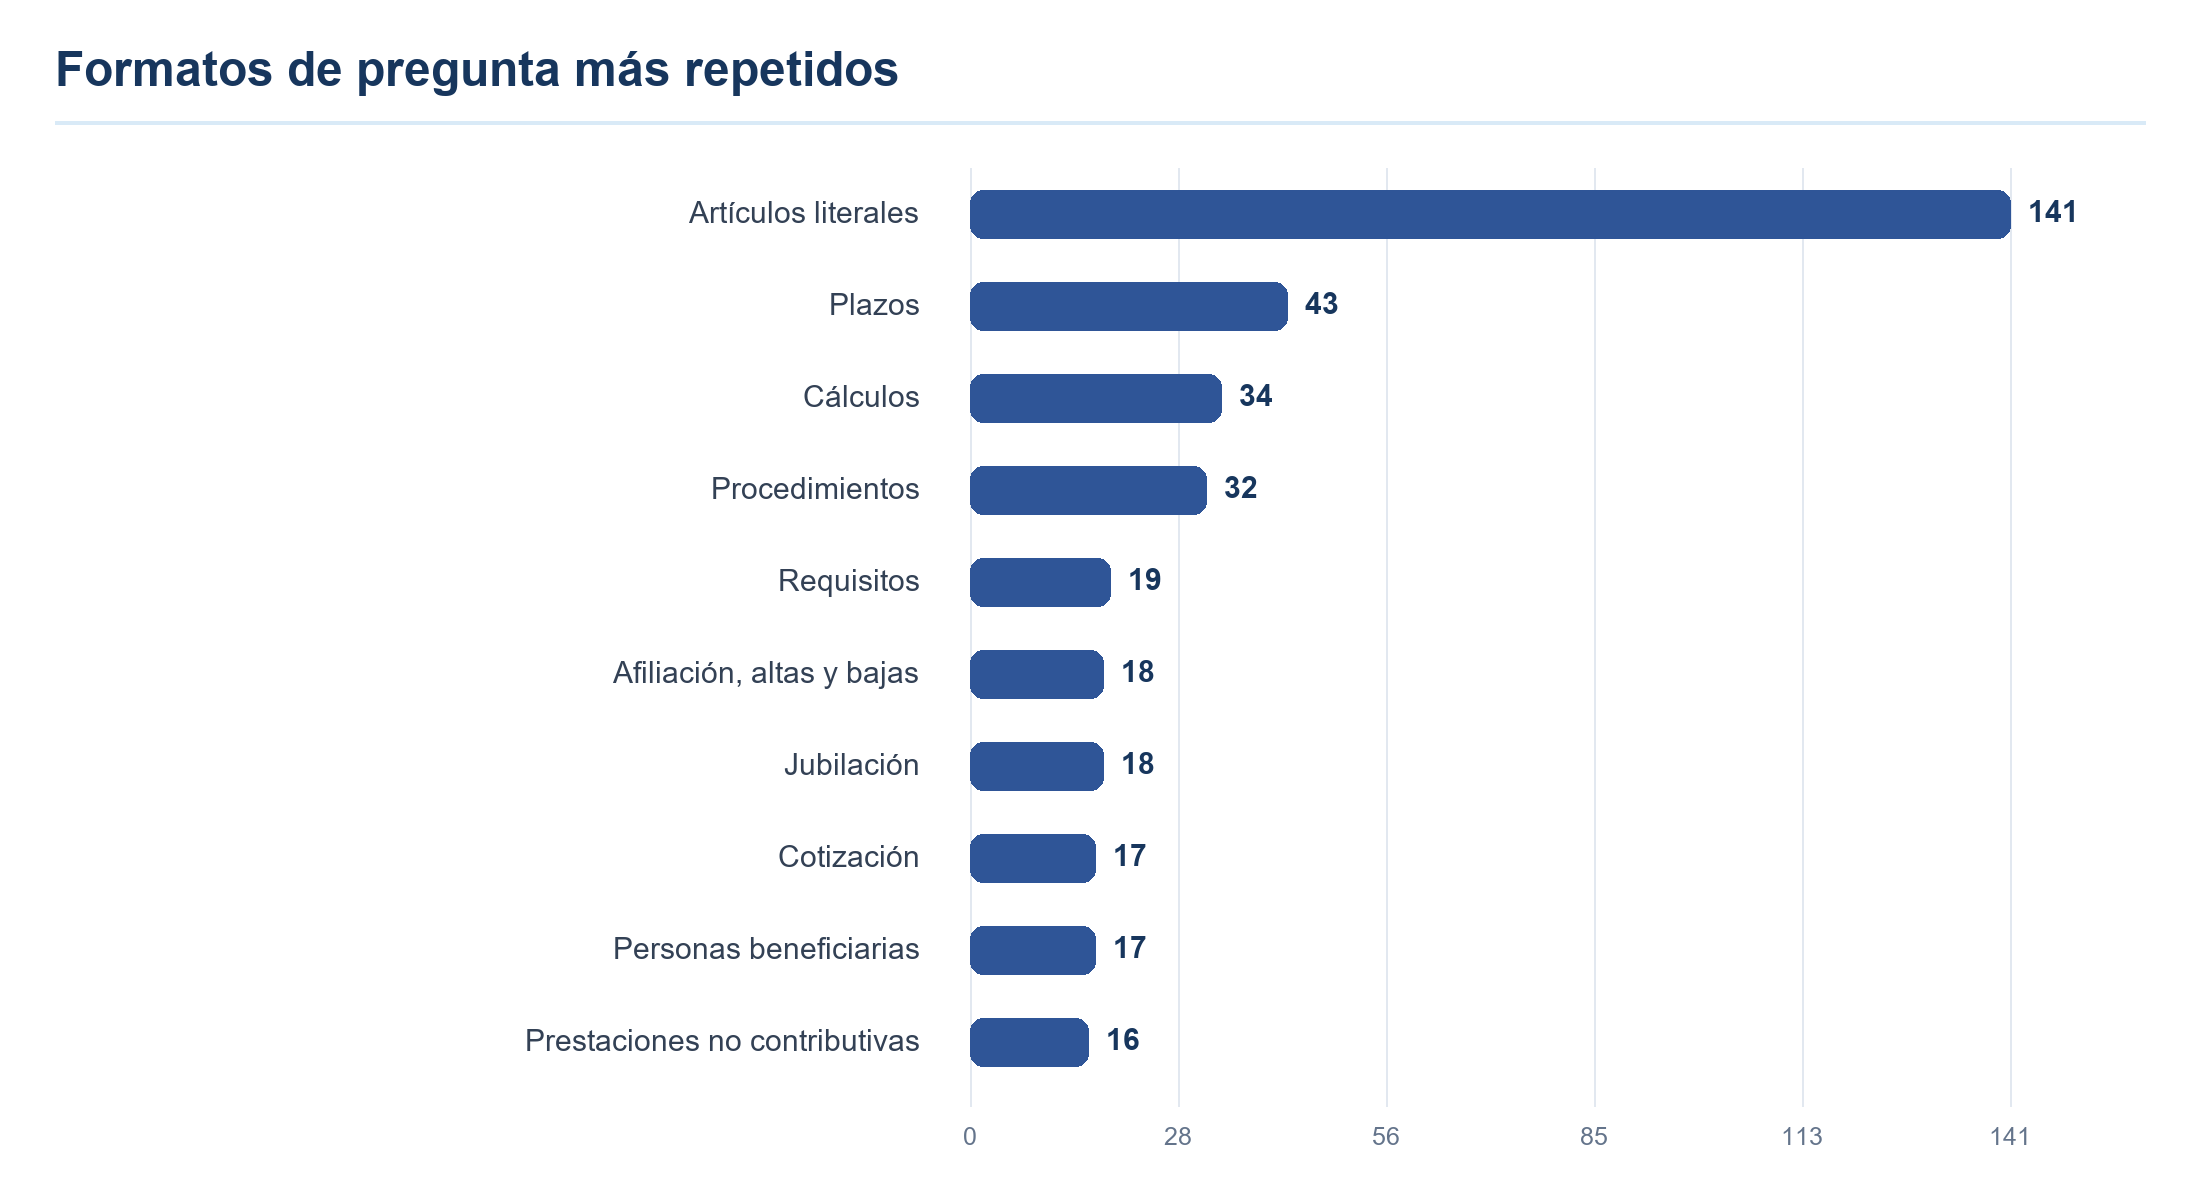 Formatos de pregunta más repetidos
Artículos literales 141
Plazos 43
Cálculos 34
Procedimientos 32
Requisitos 19
Afiliación, altas y bajas 18
Jubilación 18
Cotización 17
Personas beneficiarias 17
Prestaciones no contributivas 16
0 28 56 85 113 141